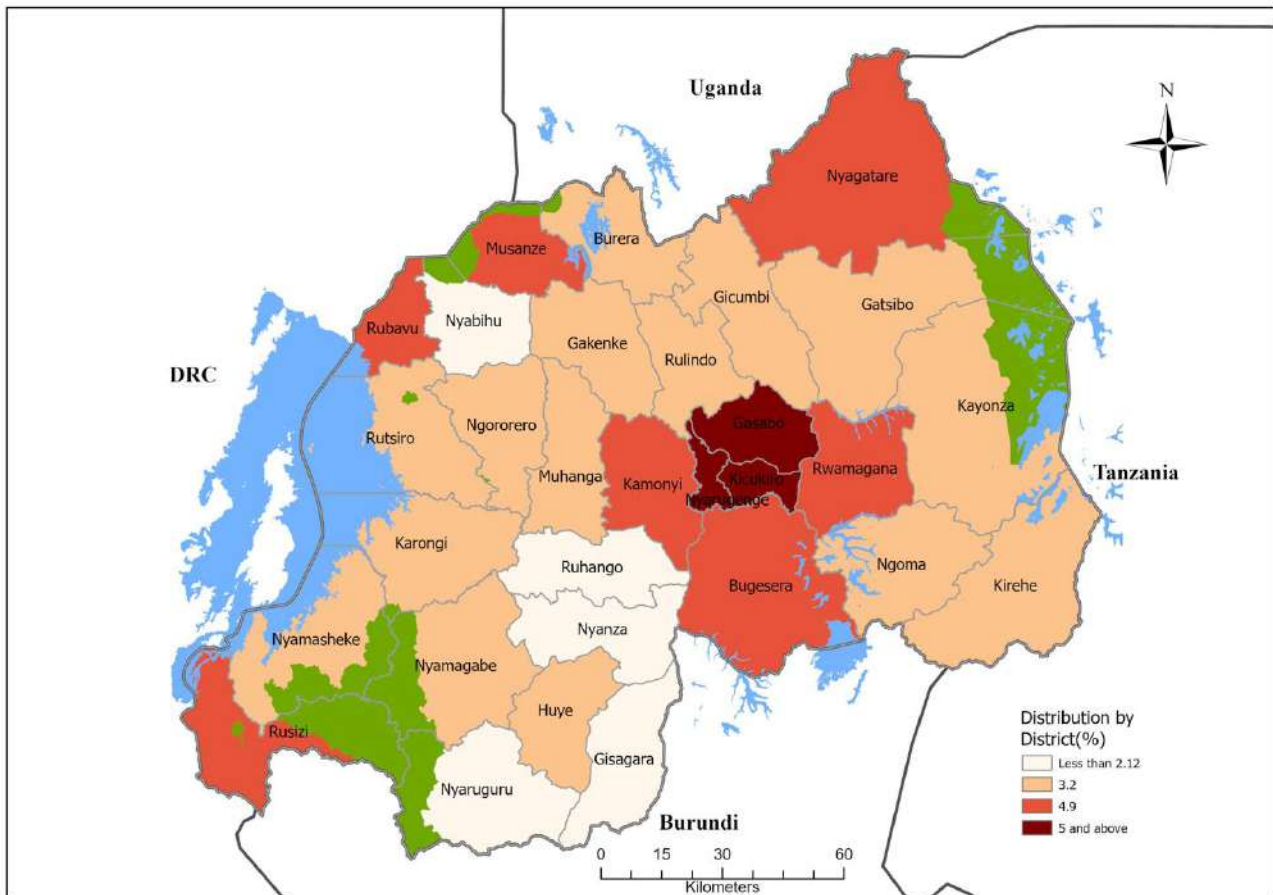 Uganda
N
Nyagatare
Musanze
Burera
Gicumbi
Gatsibo
Rubavu
Nyabihu
Gakenke
Rulindo
DRC
Kayonza
Gasabo
Rutsiro
Ngororero
Muhanga
Kamonyi
Kicukiro
Rwamagana
Tanzania
Nyarugenge
Karongi
Ruhango
Bugesera
Ngoma
Kirehe
Nyamasheke
Nyanza
Nyamagabe
Huye
Rusizi
Gisagara
Nyaruguru
Burundi
Distribution by
District(%)
Less than 2.12
3.2
4.9
5 and above
0 15 30 60
Kilometers